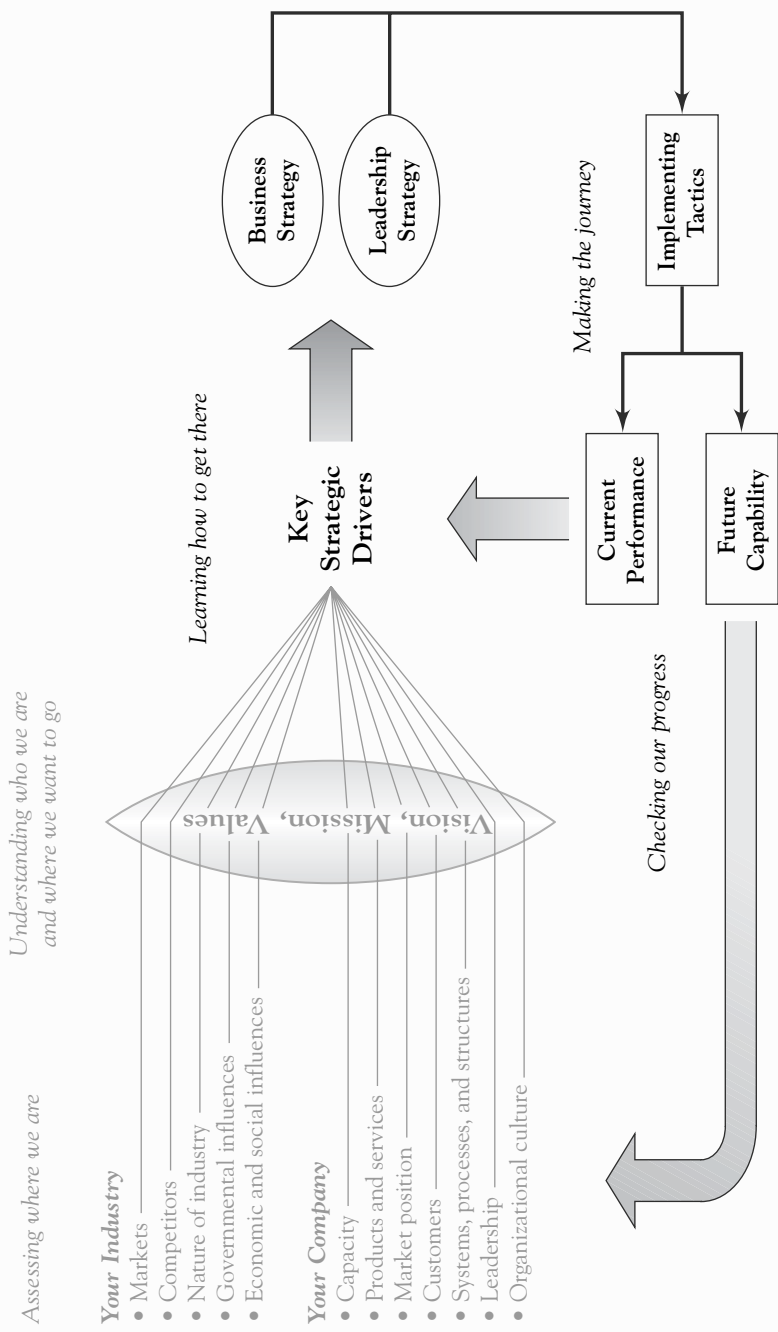 Assessing where we are
Understanding who we are
and where we want to go
Your Industry
• Markets
• Competitors
• Nature of industry
• Governmental influences
• Economic and social influences
Your Company
• Capacity
• Products and services
• Market position
• Customers
• Systems, processes, and structures
• Leadership
• Organizational culture
Vision, Mission, Values
Learning how to get there
Key
Strategic
Drivers
Business
Strategy
Leadership
Strategy
Making the journey
Implementing
Tactics
Current
Performance
Future
Capability
Checking our progress